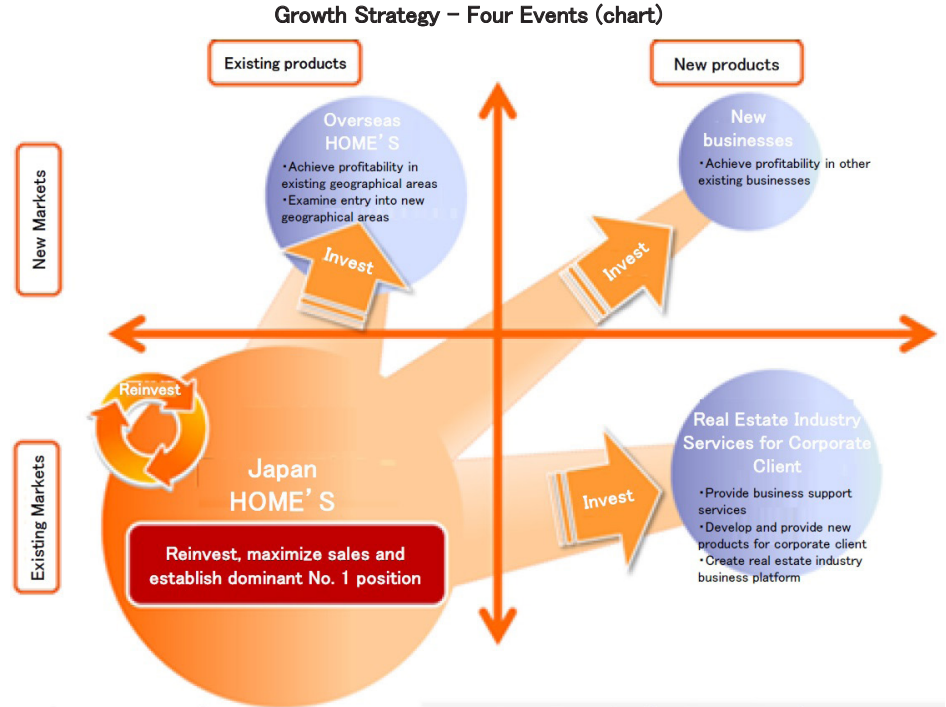 Growth Strategy – Four Events (chart)
Existing products
New products
New Markets
Existing Markets
Overseas
HOME'S
・Achieve profitability in
existing geographical areas
・Examine entry into new
geographical areas
Invest
New
businesses
・Achieve profitability in other
existing businesses
Invest
Reinvest
Japan
HOME'S
Reinvest, maximize sales and
establish dominant No. 1 position
Invest
Real Estate Industry
Services for Corporate
Client
・Provide business support
services
・Develop and provide new
products for corporate client
・Create real estate industry
business platform